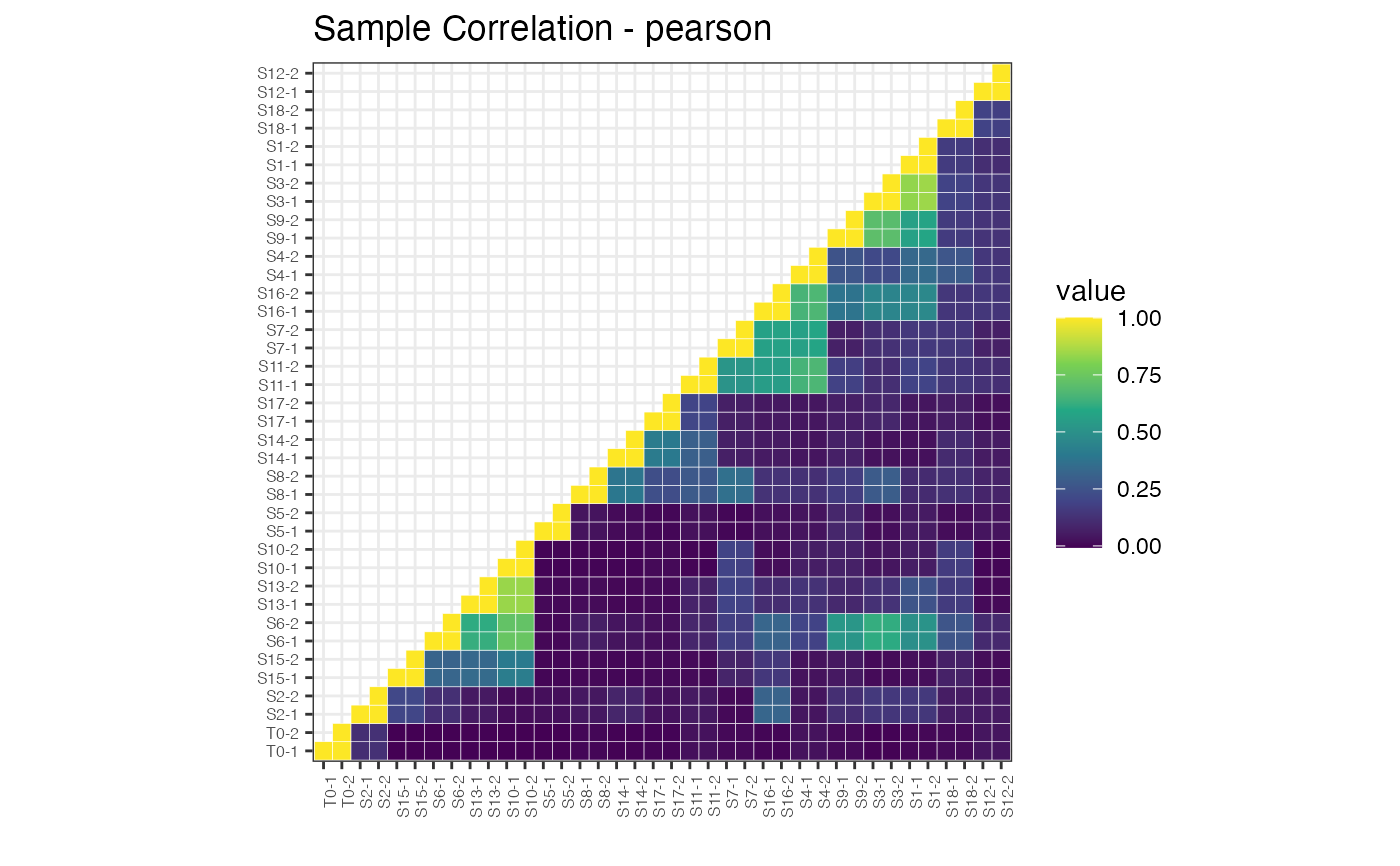 Sample Correlation - pearson
S12-2
S12-1
S18-2
S18-1
S1-2
S1-1
S3-2
S3-1
S9-2
S9-1
S4-2
S4-1
S16-2
S16-1
S7-2
S7-1
S11-2
S11-1
S17-2
S17-1
S14-2
S14-1
S8-2
S8-1
S5-2
S5-1
S10-2
S10-1
S13-2
S13-1
S6-2
S6-1
S15-2
S15-1
S2-2
S2-1
T0-2
T0-1
T0-1
T0-2
S2-1
S2-2
S15-1
S15-2
S6-1
S6-2
S13-1
S13-2
S10-1
S10-2
S5-1
S5-2
S8-1
S8-2
S14-1
S14-2
S17-1
S17-2
S11-1
S11-2
S7-1
S7-2
S16-1
S16-2
S4-1
S4-2
S9-1
S9-2
S3-1
S3-2
S1-1
S1-2
S18-1
S18-2
S12-1
S12-2
value
1.00
0.75
0.50
0.25
0.00